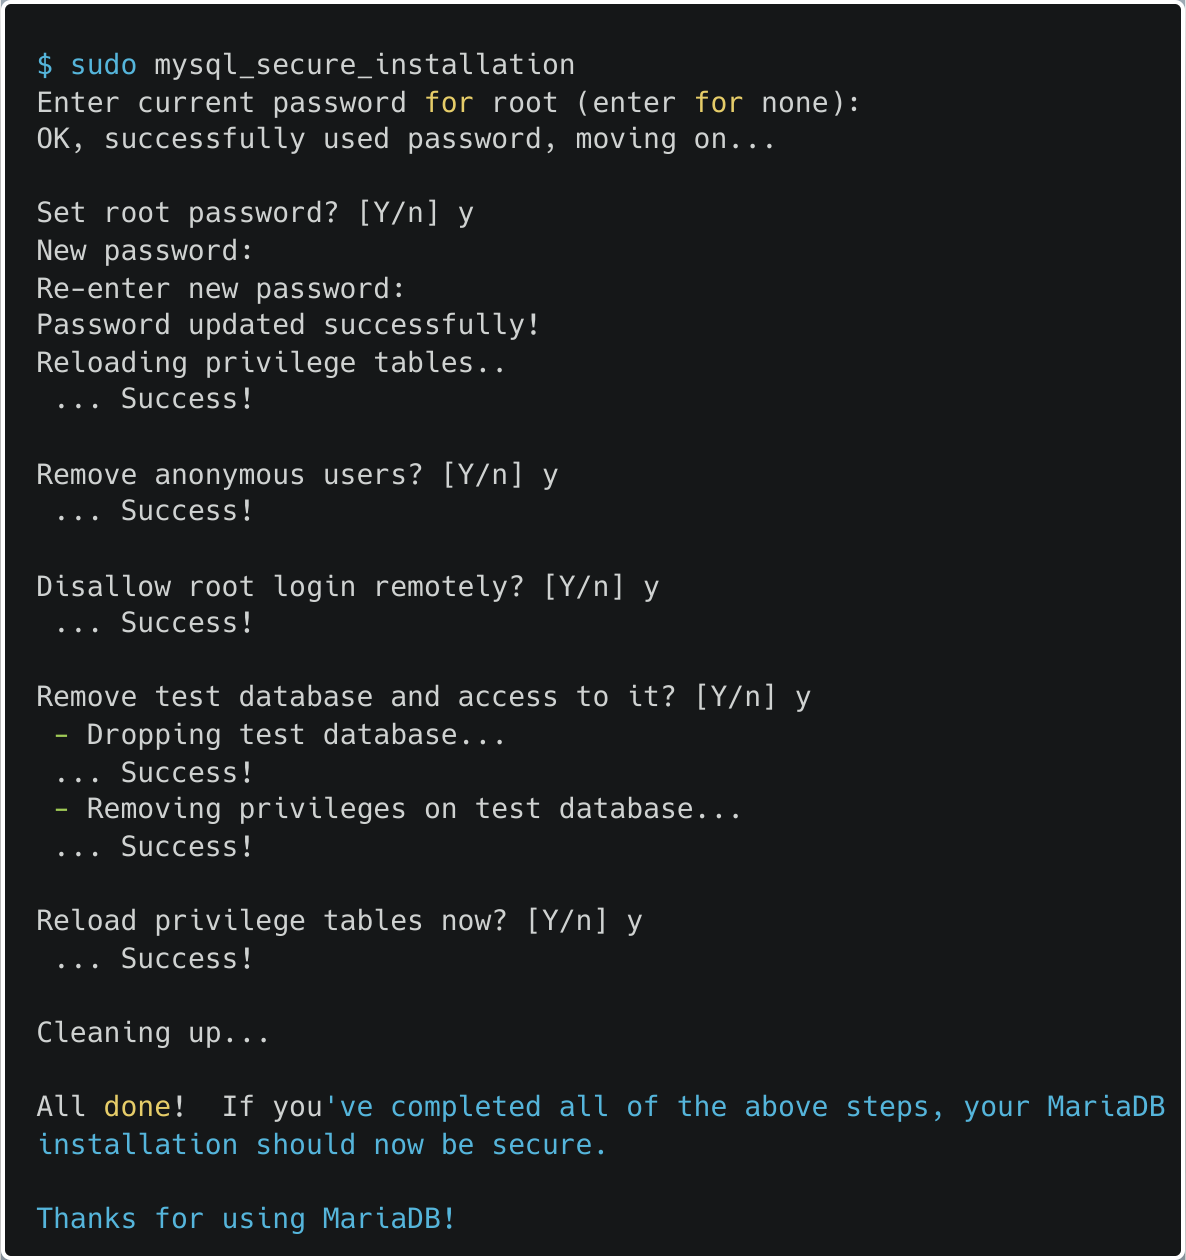 $ sudo mysql_secure_installation
Enter current password for root (enter for none):
OK, successfully used password, moving on...
Set root password? [Y/n] y
New password:
Re-enter new password:
Password updated successfully!
Reloading privilege tables..
 ... Success!
Remove anonymous users? [Y/n] y
 ... Success!
Disallow root login remotely? [Y/n] y
 ... Success!
Remove test database and access to it? [Y/n] y
 - Dropping test database...
 ... Success!
 - Removing privileges on test database...
 ... Success!
Reload privilege tables now? [Y/n] y
 ... Success!
Cleaning up...
All done!  If you've completed all of the above steps, your MariaDB
installation should now be secure.
Thanks for using MariaDB!